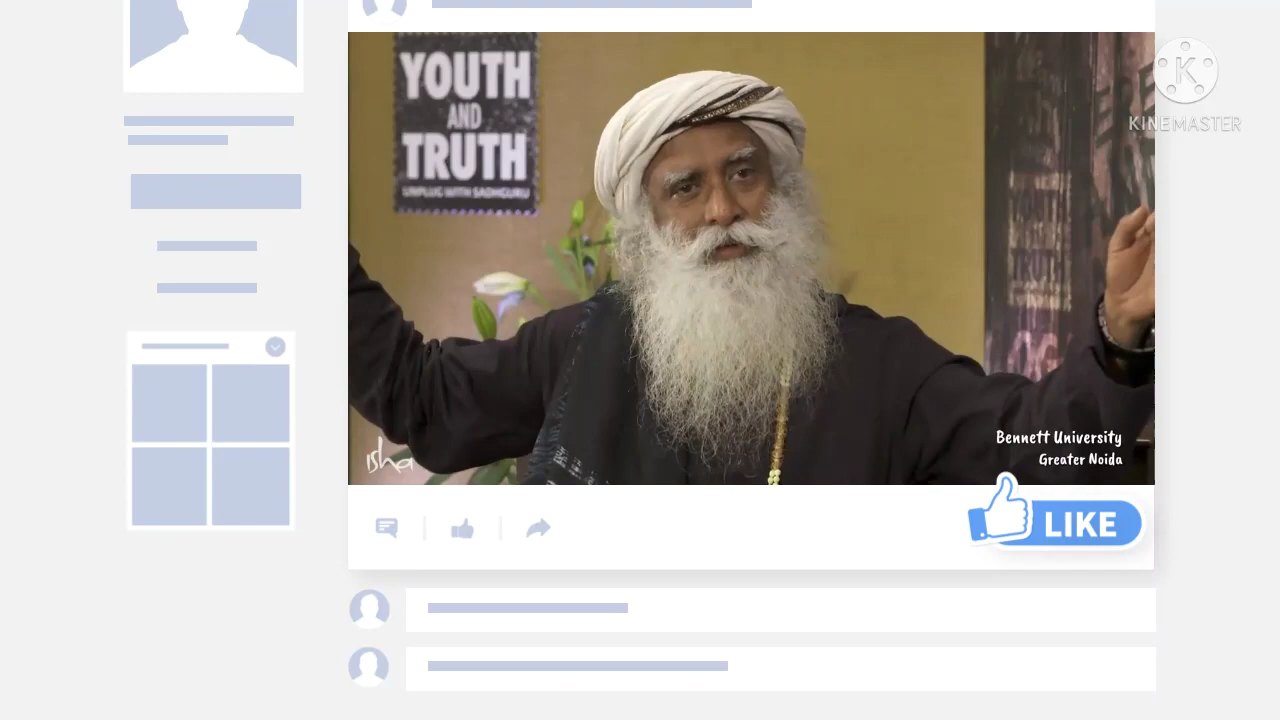 YOUTH
AND
TRUTH
UNPLUG WITH SADHGURU
KINEMASTER
isha
Bennett University
Greater Noida
LIKE